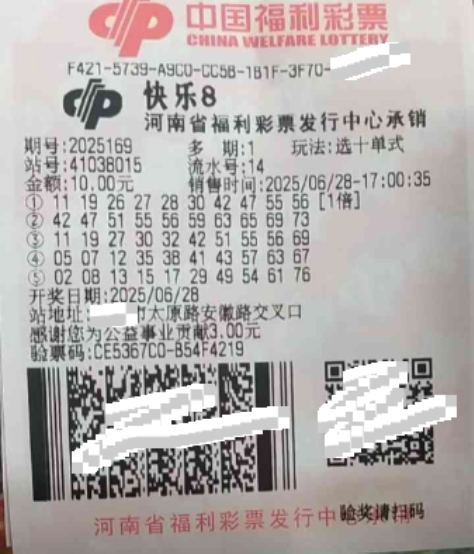 中国福利彩票
CHINA WELFARE LOTTERY
F421-5739-A9C0-CC5B-1B1F-3F70-
快乐8
河南省福利彩票发行中心承销
期号:2025169 多 期:1 玩法:选十单式
站号:41038015 流水号:14
金额:10.00元 销售时间:2025/06/28-17:00:35
① 11 19 26 27 28 30 42 47 55 56 [1倍]
② 42 47 51 55 56 59 63 65 69 73
③ 11 19 27 30 32 42 51 55 56 69
④ 05 07 12 35 38 41 43 57 63 67
⑤ 02 08 13 15 17 29 49 54 61 76
开奖日期:2025/06/28
站地址: 市太原路安徽路交叉口
感谢您为公益事业贡献3.00元
验票码:CE5367C0-B54F4219
河南省福利彩票发行中
验奖请扫码